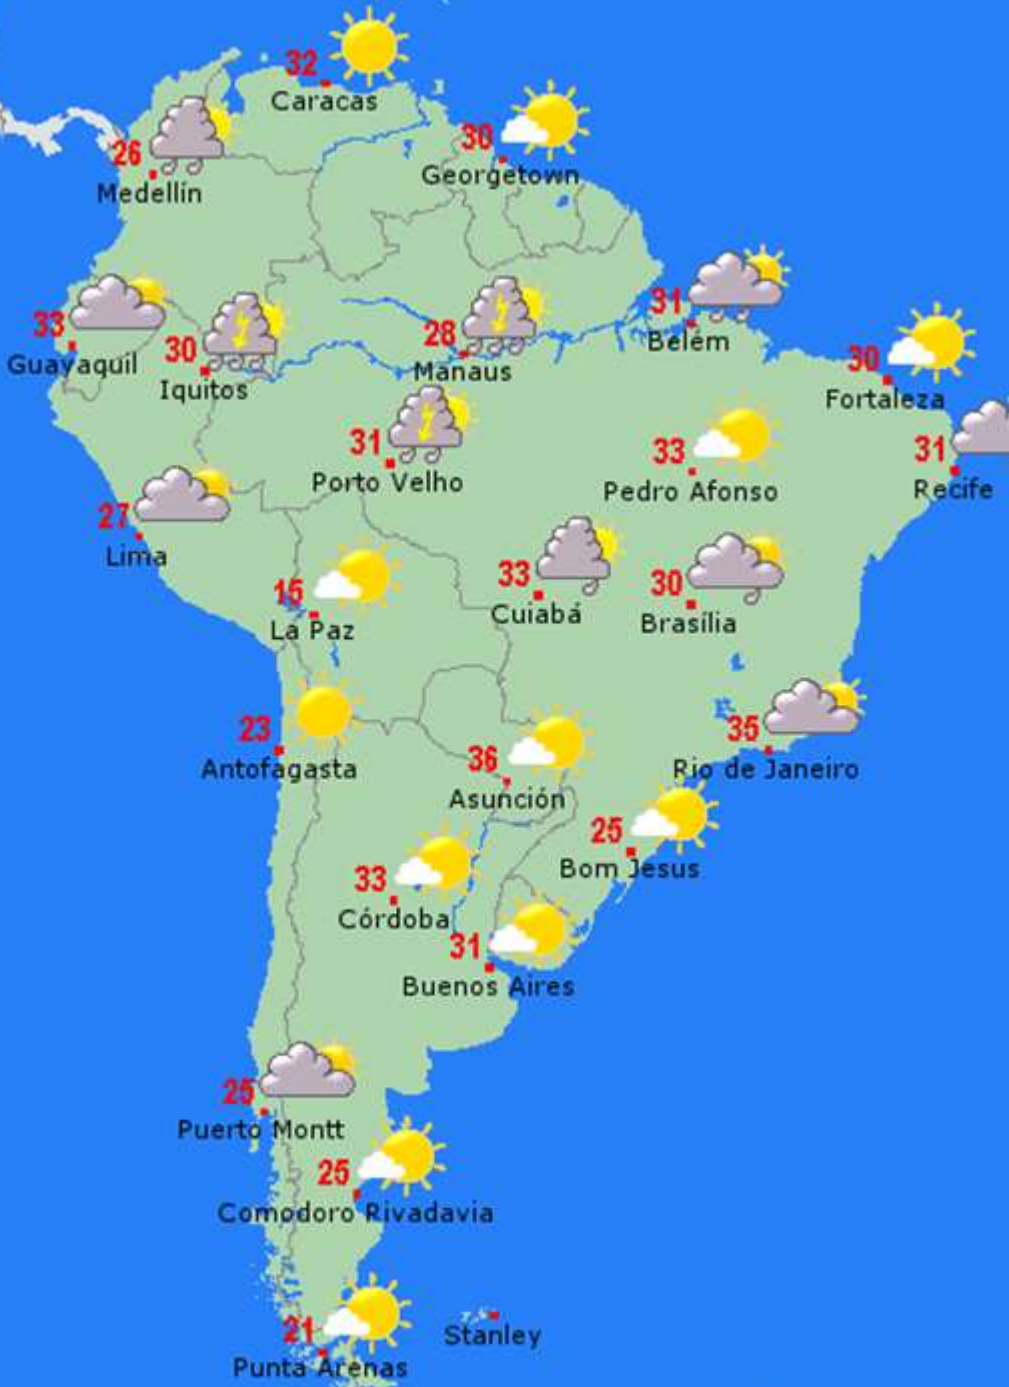 32
Caracas
30
Georgetown
26
Medellín
31
Belém
33
Guayaquil
30
Iquitos
28
Manaus
30
Fortaleza
31
Porto Velho
33
Pedro Afonso
31
Recife
27
Lima
15
La Paz
33
Cuiabá
30
Brasília
23
Antofagasta
36
Asunción
35
Rio de Janeiro
25
Bom Jesus
33
Córdoba
31
Buenos Aires
25
Puerto Montt
25
Comodoro Rivadavia
21
Punta Arenas
Stanley